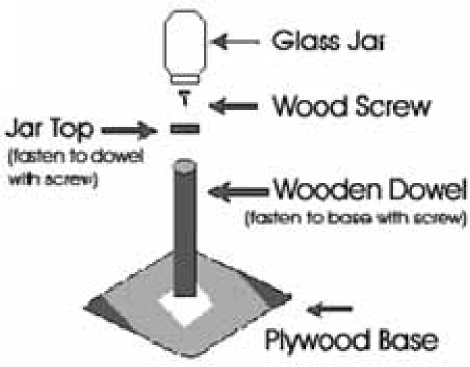 Glass Jar
Wood Screw
Jar Top
(fasten to dowel
with screw)
Wooden Dowel
(fasten to base with screw)
Plywood Base